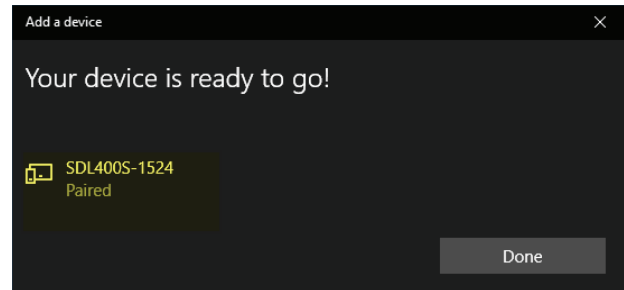 Add a device
Your device is ready to go!
SDL400S-1524
Paired
Done